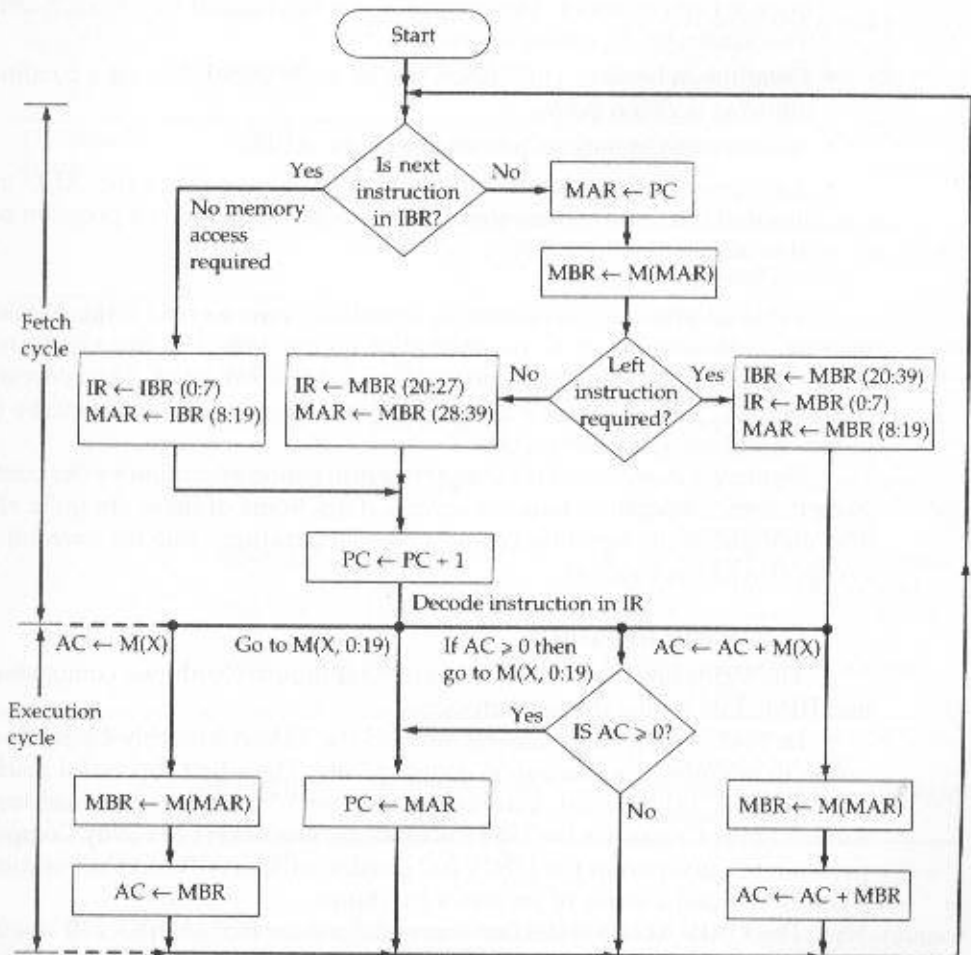 Start
Is next
instruction
in IBR?
Yes
No
No memory
access
required
MAR ← PC
MBR ← M(MAR)
Fetch
cycle
IR ← IBR (0:7)
MAR ← IBR (8:19)
IR ← MBR (20:27)
MAR ← MBR (28:39)
No
Left
instruction
required?
Yes
IBR ← MBR (20:39)
IR ← MBR (0:7)
MAR ← MBR (8:19)
PC ← PC + 1
Decode instruction in IR
AC ← M(X)
Go to M(X, 0:19)
If AC ⩾ 0 then
go to M(X, 0:19)
AC ← AC + M(X)
Execution
cycle
Yes
IS AC ⩾ 0?
No
MBR ← M(MAR)
AC ← MBR
PC ← MAR
MBR ← M(MAR)
AC ← AC + MBR